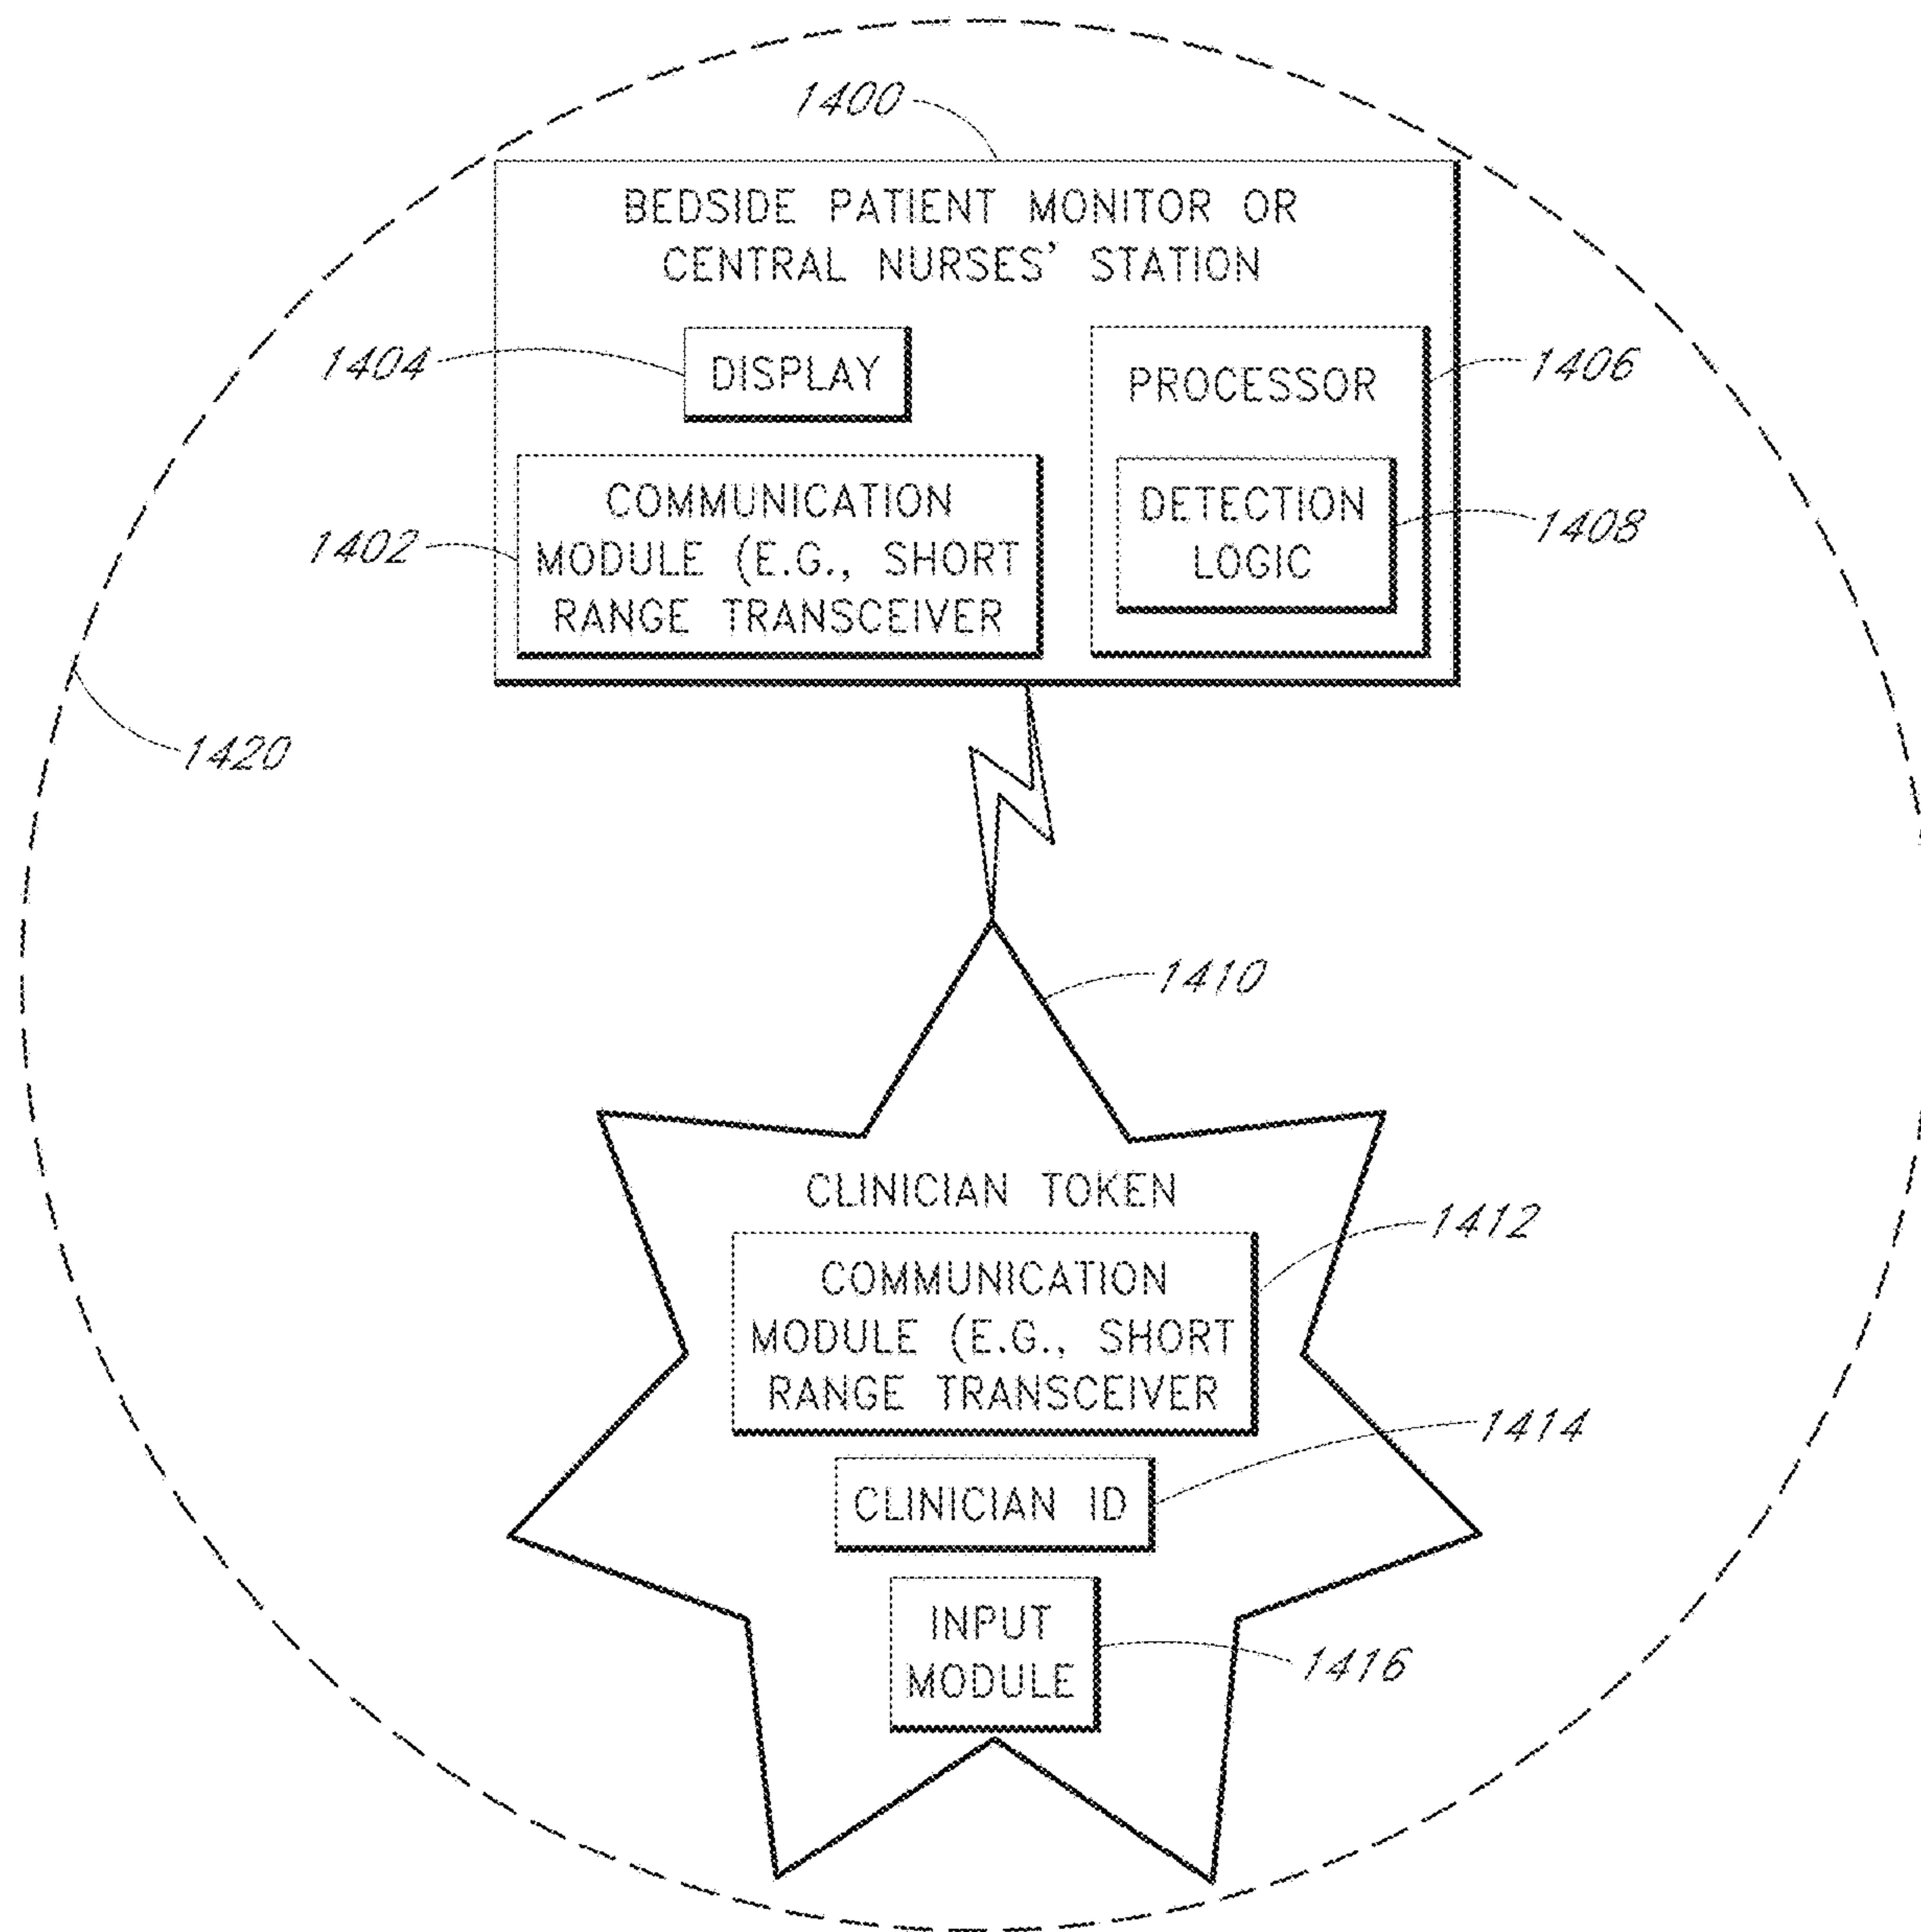 1400
BEDSIDE PATIENT MONITOR OR
CENTRAL NURSES' STATION
1404
DISPLAY
PROCESSOR
1406
COMMUNICATION
MODULE (E.G., SHORT
RANGE TRANSCEIVER
1402
DETECTION
LOGIC
1408
1420
1410
CLINICIAN TOKEN
1412
COMMUNICATION
MODULE (E.G., SHORT
RANGE TRANSCEIVER
1414
CLINICIAN ID
INPUT
MODULE
1416